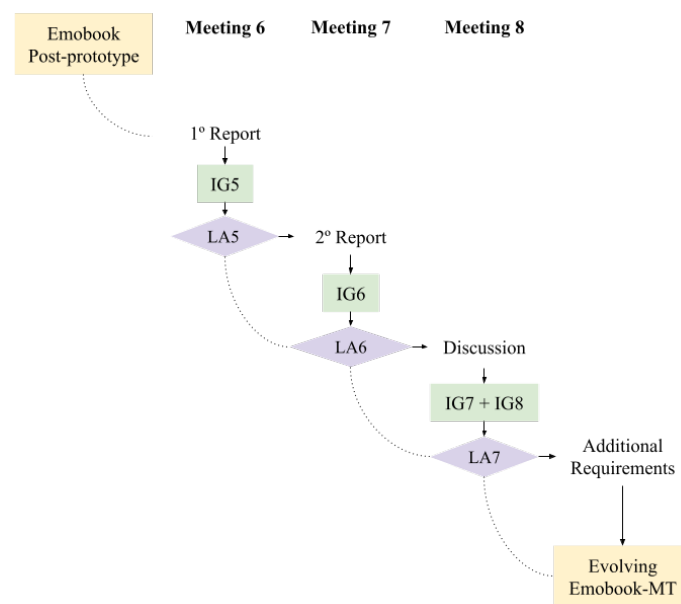 Emobook
Post-prototype
Meeting 6
Meeting 7
Meeting 8
1º Report
IG5
LA5
2º Report
IG6
LA6
Discussion
IG7 + IG8
LA7
Additional
Requirements
Evolving
Emobook-MT